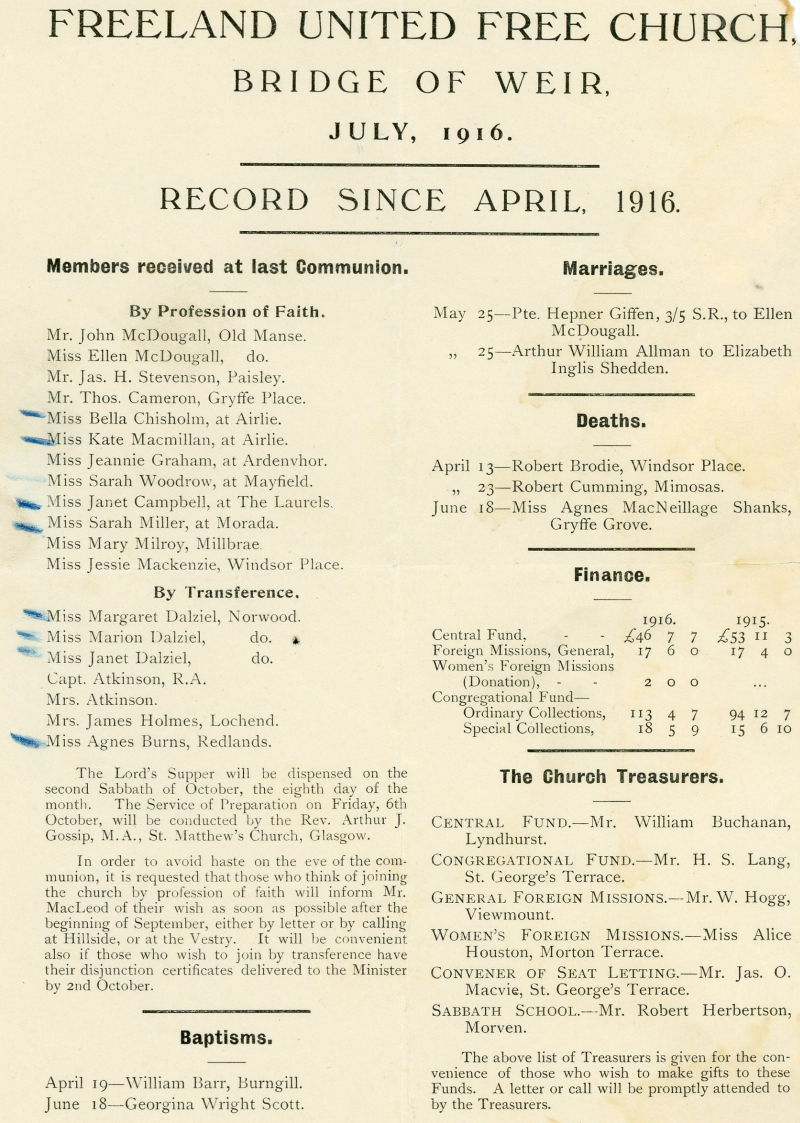 FREELAND UNITED FREE CHURCH,
BRIDGE OF WEIR,
JULY, 1916.
RECORD SINCE APRIL, 1916.
Members received at last Communion.
By Profession of Faith.
Mr. John McDougall, Old Manse.
Miss Ellen McDougall, do.
Mr. Jas. H. Stevenson, Paisley.
Mr. Thos. Cameron, Gryffe Place.
Miss Bella Chisholm, at Airlie.
Miss Kate Macmillan, at Airlie.
Miss Jeannie Graham, at Ardenvhor.
Miss Sarah Woodrow, at Mayfield.
Miss Janet Campbell, at The Laurels.
Miss Sarah Miller, at Morada.
Miss Mary Milroy, Millbrae.
Miss Jessie Mackenzie, Windsor Place.
By Transference.
Miss Margaret Dalziel, Norwood.
Miss Marion Dalziel, do.
Miss Janet Dalziel, do.
Capt. Atkinson, R.A.
Mrs. Atkinson.
Mrs. James Holmes, Lochend.
Miss Agnes Burns, Redlands.
The Lord's Supper will be dispensed on the
second Sabbath of October, the eighth day of the
month. The Service of Preparation on Friday, 6th
October, will be conducted by the Rev. Arthur J.
Gossip, M.A., St. Matthew's Church, Glasgow.
In order to avoid haste on the eve of the com-
munion, it is requested that those who think of joining
the church by profession of faith will inform Mr.
MacLeod of their wish as soon as possible after the
beginning of September, either by letter or by calling
at Hillside, or at the Vestry. It will be convenient
also if those who wish to join by transference have
their disjunction certificates delivered to the Minister
by 2nd October.
Baptisms.
April 19—William Barr, Burngill.
June 18—Georgina Wright Scott.
Marriages.
May 25—Pte. Hepner Giffen, 3/5 S.R., to Ellen
McDougall.
„ 25—Arthur William Allman to Elizabeth
Inglis Shedden.
Deaths.
April 13—Robert Brodie, Windsor Place.
„ 23—Robert Cumming, Mimosas.
June 18—Miss Agnes MacNeillage Shanks,
Gryffe Grove.
Finance.
1916. 1915.
Central Fund, - - £46 7 7 £53 11 3
Foreign Missions, General, 17 6 0 17 4 0
Women's Foreign Missions
(Donation), - - 2 0 0 ...
Congregational Fund—
Ordinary Collections, 113 4 7 94 12 7
Special Collections, 18 5 9 15 6 10
The Church Treasurers.
CENTRAL FUND.—Mr. William Buchanan,
Lyndhurst.
CONGREGATIONAL FUND.—Mr. H. S. Lang,
St. George's Terrace.
GENERAL FOREIGN MISSIONS.—Mr. W. Hogg,
Viewmount.
WOMEN'S FOREIGN MISSIONS.—Miss Alice
Houston, Morton Terrace.
CONVENER OF SEAT LETTING.—Mr. Jas. O.
Macvie, St. George's Terrace.
SABBATH SCHOOL.—Mr. Robert Herbertson,
Morven.
The above list of Treasurers is given for the con-
venience of those who wish to make gifts to these
Funds. A letter or call will be promptly attended to
by the Treasurers.